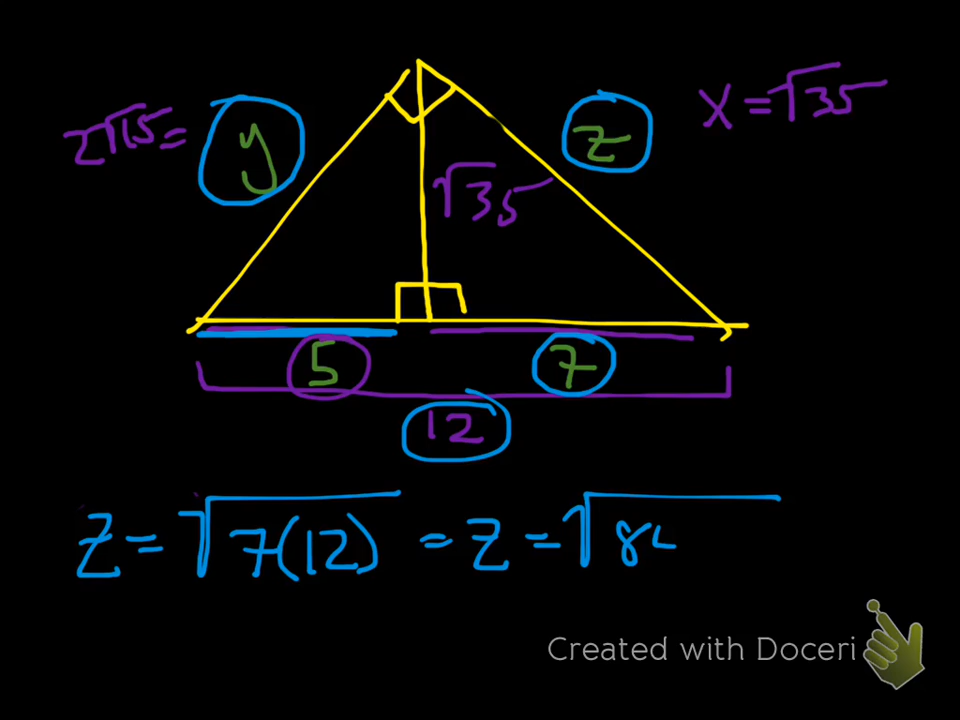 2√15 = y
z
x = √35
√35
5
7
12
z = √7(12) = z = √84
Created with Doceri